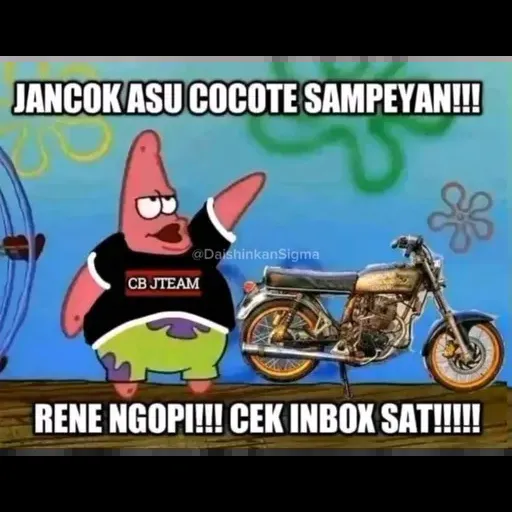 JANCOK ASU COCOTE SAMPEYAN!!!
@DaishinkanSigma
CB JTEAM
RENE NGOPI!!! CEK INBOX SAT!!!!!